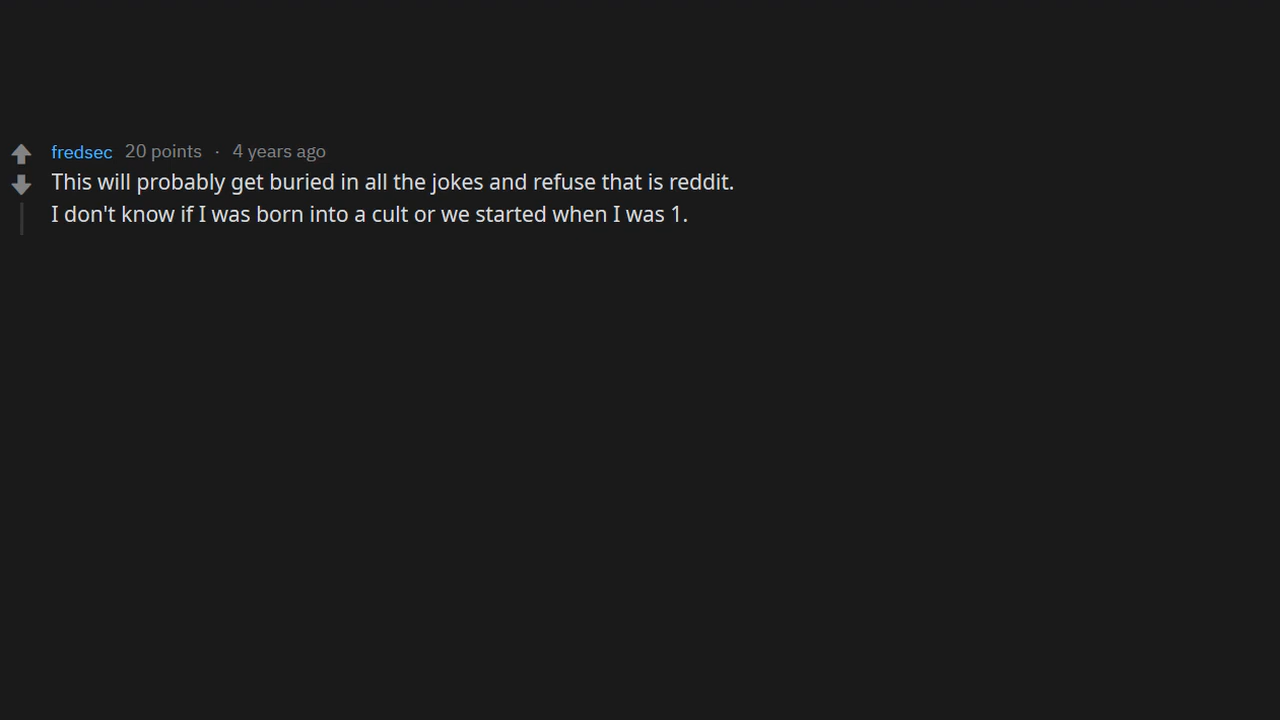 fredsec 20 points · 4 years ago
This will probably get buried in all the jokes and refuse that is reddit.
I don't know if I was born into a cult or we started when I was 1.